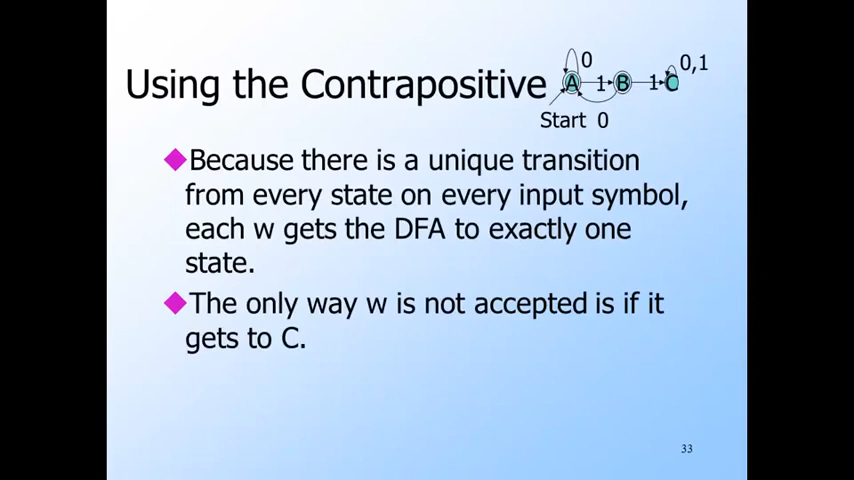 Using the Contrapositive
0
0,1
A 1 B 1 C
Start 0
Because there is a unique transition
from every state on every input symbol,
each w gets the DFA to exactly one
state.
The only way w is not accepted is if it
gets to C.
33